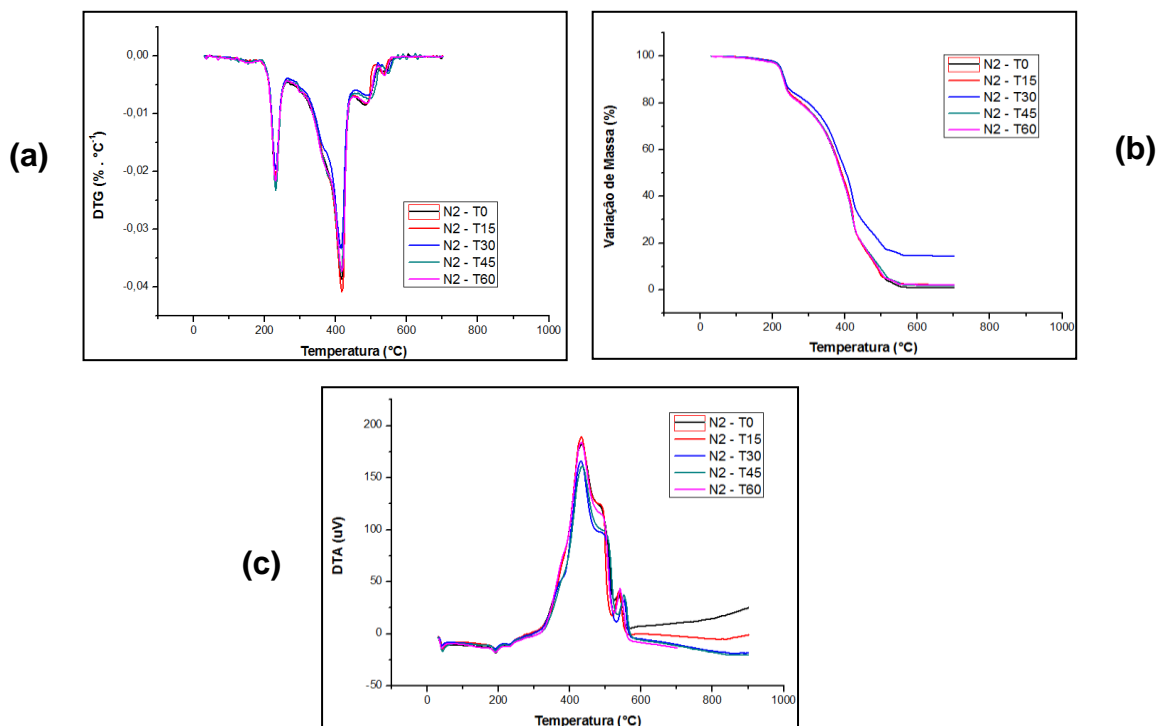 (a)
0,00
-0,01
-0,02
-0,03
-0,04
DTG (% . °C⁻¹)
N2 - T0
N2 - T15
N2 - T30
N2 - T45
N2 - T60
0
200
400
600
800
1000
Temperatura (°C)
(b)
100
80
60
40
20
0
Variação de Massa (%)
N2 - T0
N2 - T15
N2 - T30
N2 - T45
N2 - T60
0
200
400
600
800
1000
Temperatura (°C)
(c)
200
150
100
50
0
-50
DTA (uV)
N2 - T0
N2 - T15
N2 - T30
N2 - T45
N2 - T60
0
200
400
600
800
1000
Temperatura (°C)